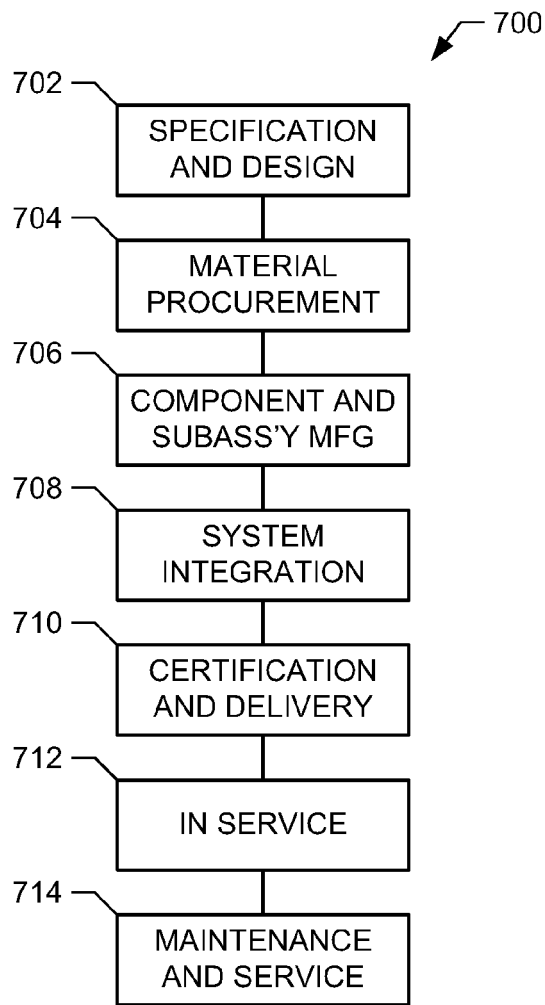 700
702
SPECIFICATION
AND DESIGN
704
MATERIAL
PROCUREMENT
706
COMPONENT AND
SUBASS'Y MFG
708
SYSTEM
INTEGRATION
710
CERTIFICATION
AND DELIVERY
712
IN SERVICE
714
MAINTENANCE
AND SERVICE